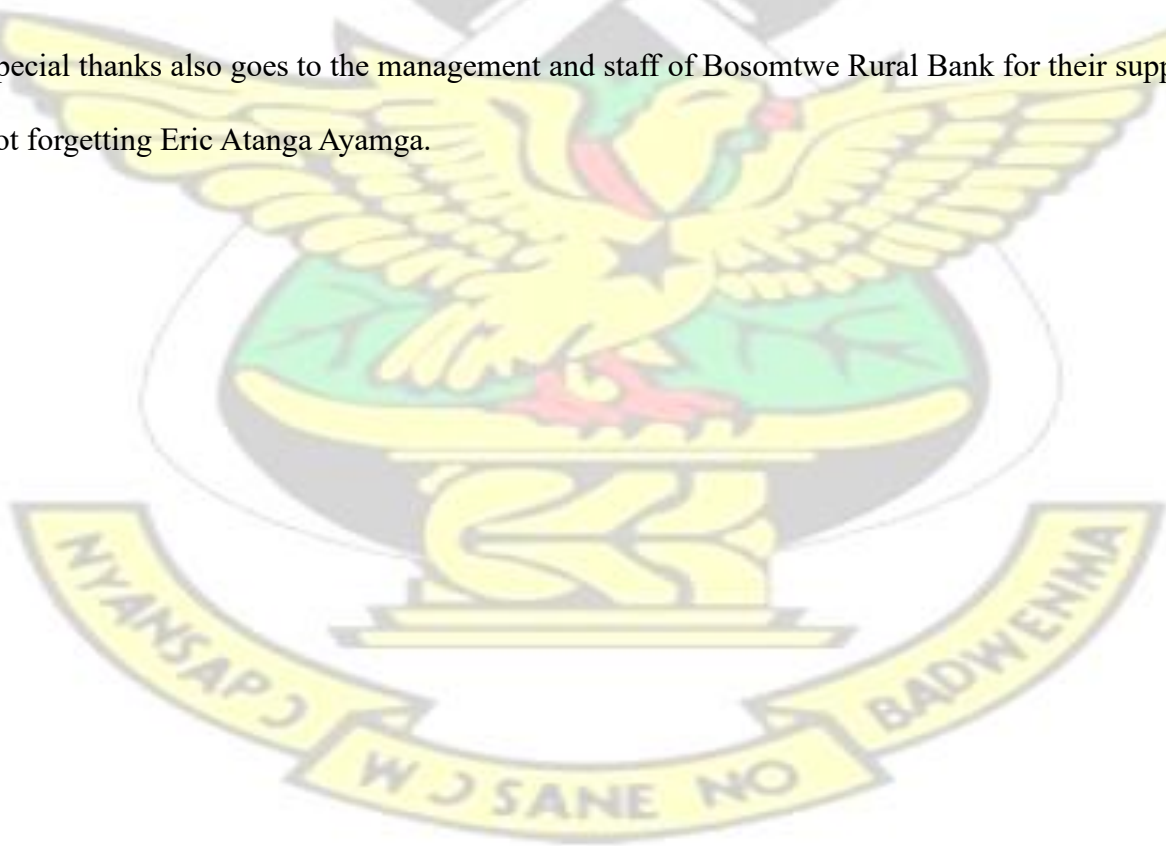 pecial thanks also goes to the management and staff of Bosomtwe Rural Bank for their supp
ot forgetting Eric Atanga Ayamga.
NYANSAPƆ
WƆSANE NO
BADWENMA